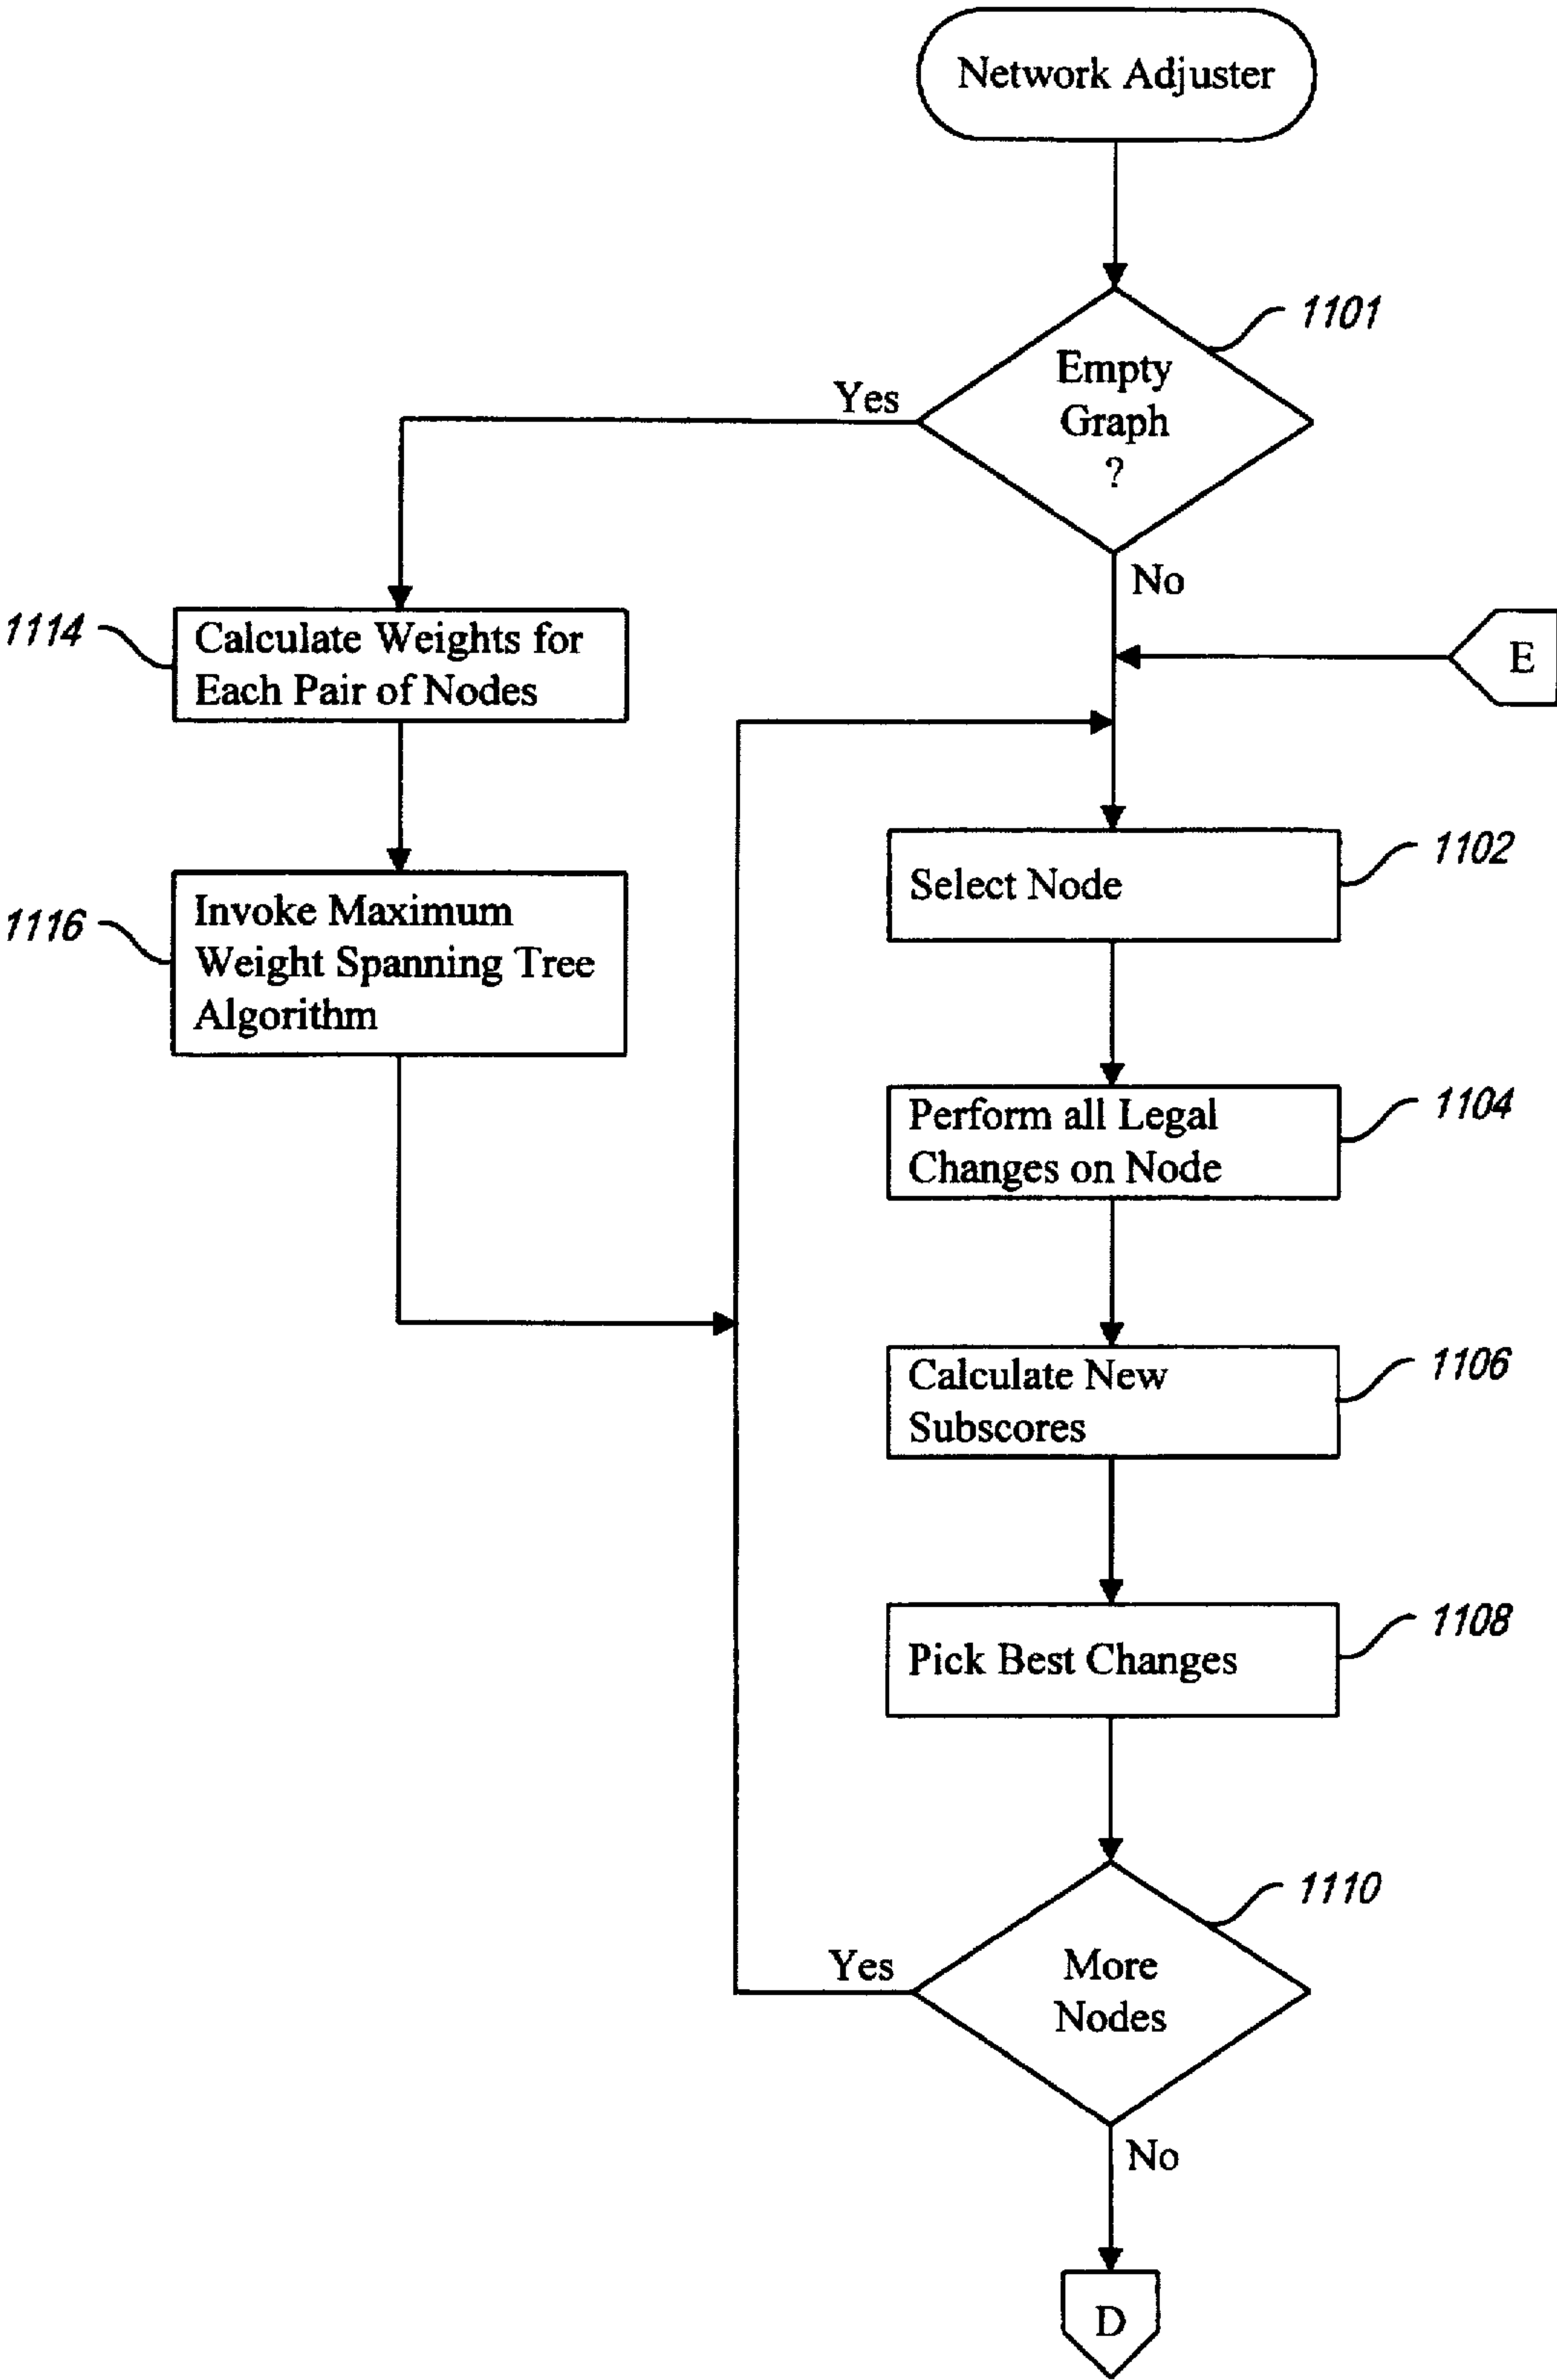 Network Adjuster
1101
Empty
Graph
?
Yes
No
E
1114
Calculate Weights for
Each Pair of Nodes
1116
Invoke Maximum
Weight Spanning Tree
Algorithm
1102
Select Node
1104
Perform all Legal
Changes on Node
1106
Calculate New
Subscores
1108
Pick Best Changes
1110
More
Nodes
Yes
No
D